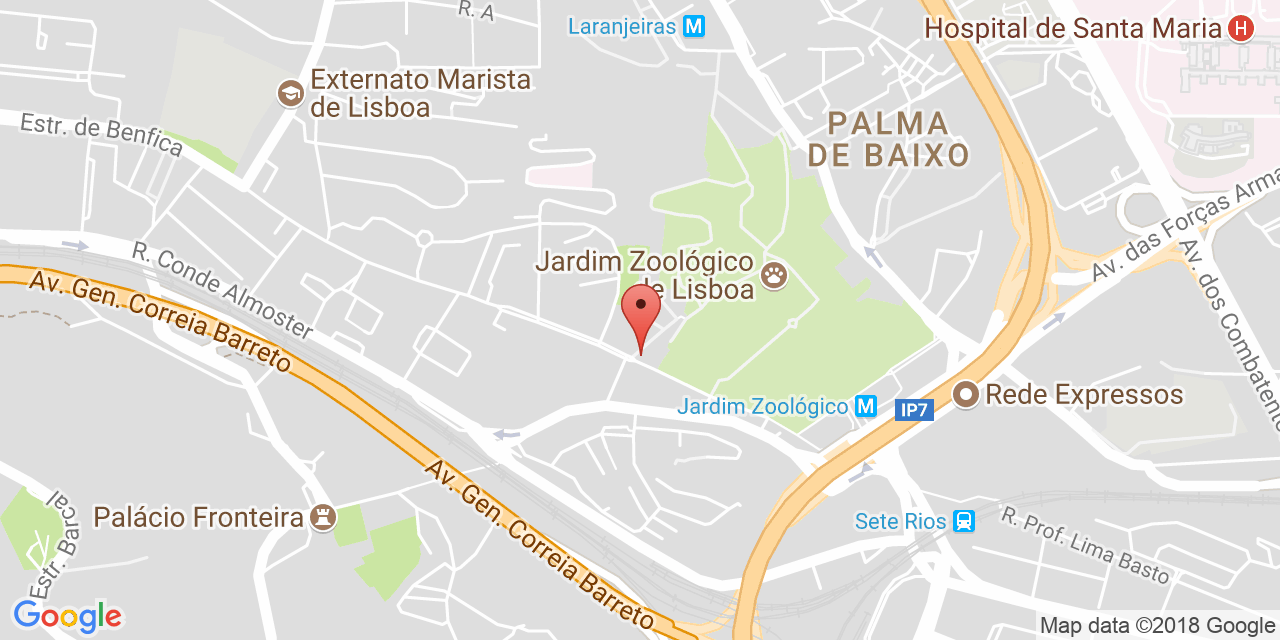 R. A
Laranjeiras M
Hospital de Santa Maria H
Externato Marista
de Lisboa
Estr. de Benfica
PALMA
DE BAIXO
Av. das Forças Arma
R. Conde Almoster
Jardim Zoológico
de Lisboa
Av. dos Combatente
Av. Gen. Correia Barreto
Jardim Zoológico M
IP7
Rede Expressos
Av. Gen. Correia Barreto
Palácio Fronteira
Estr. Barcal
Sete Rios
R. Prof. Lima Basto
Google
Map data ©2018 Google